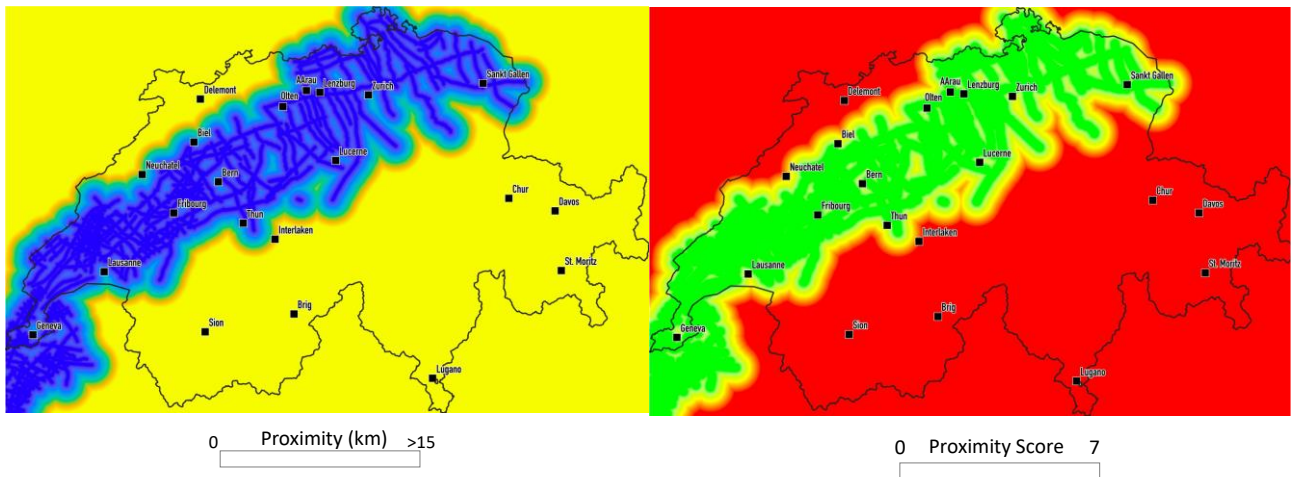 Sankt Gallen
AArau
Lenzburg
Zurich
Delemont
Olten
Biel
Lucerne
Neuchatel
Bern
Chur
Davos
Fribourg
Thun
Interlaken
Lausanne
St. Moritz
Brig
Sion
Geneva
Lugano
0 Proximity (km) >15
Sankt Gallen
AArau
Lenzburg
Zurich
Delemont
Olten
Biel
Lucerne
Neuchatel
Bern
Chur
Davos
Fribourg
Thun
Interlaken
Lausanne
St. Moritz
Brig
Sion
Geneva
Lugano
0 Proximity Score 7